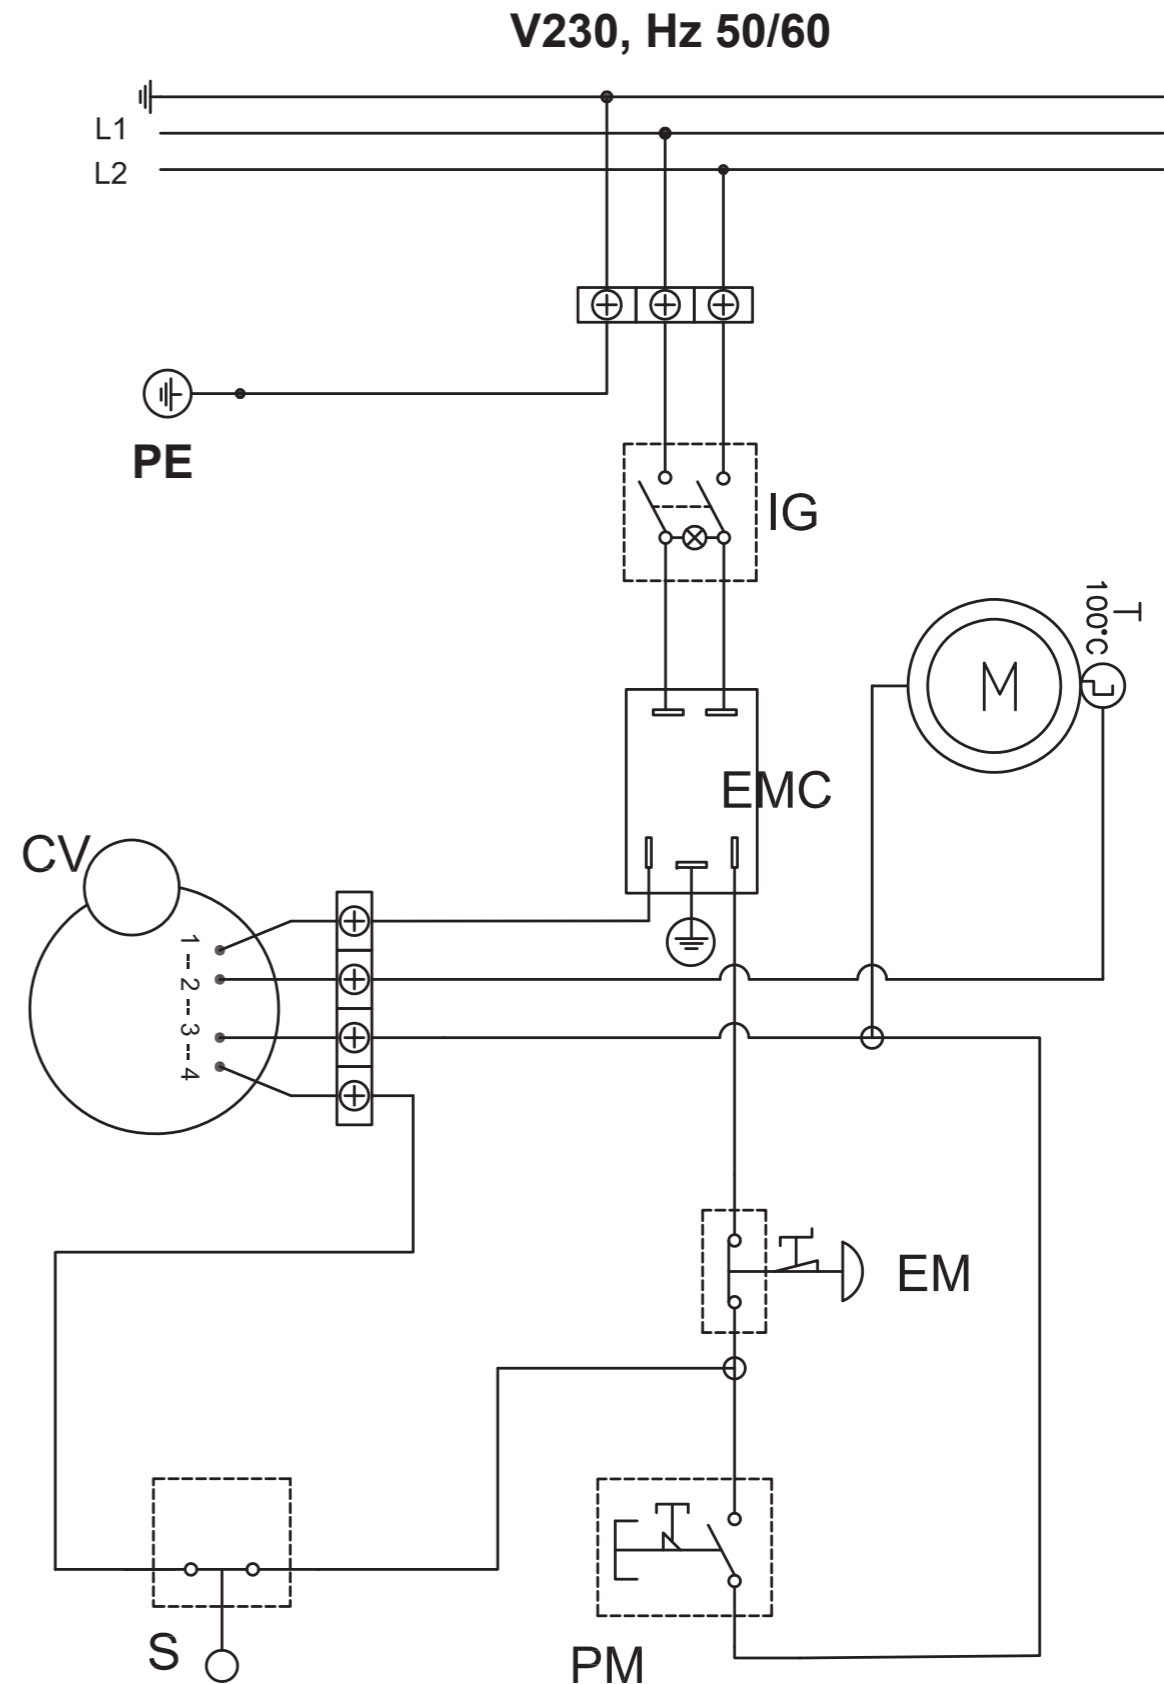 V230, Hz 50/60
L1
L2
PE
IG
T
100°C
M
EMC
CV
1--2--3--4
EM
S
PM